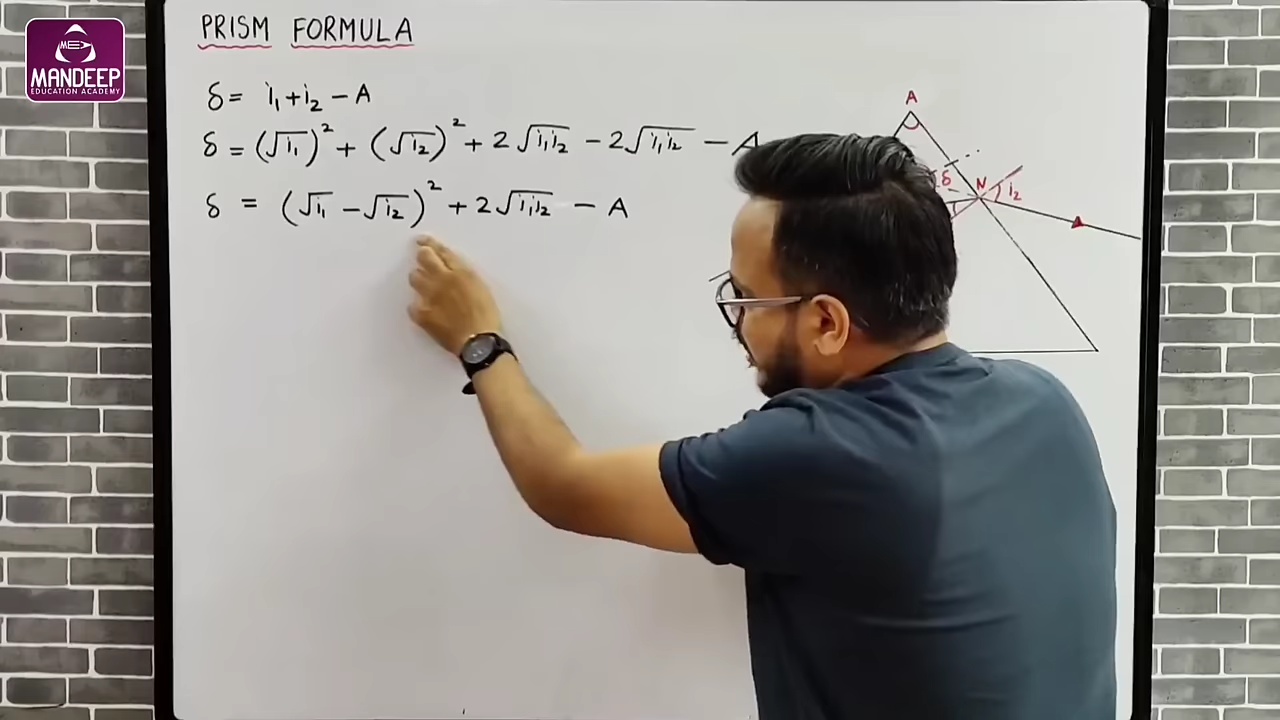 MEA
MANDEEP
EDUCATION ACADEMY
PRISM FORMULA
δ = i₁+i₂ − A
δ = (√i₁)² + (√i₂)² + 2√i₁i₂ − 2√i₁i₂ − A
δ = (√i₁ − √i₂)² + 2√i₁i₂ − A
A
δ
N
i₂